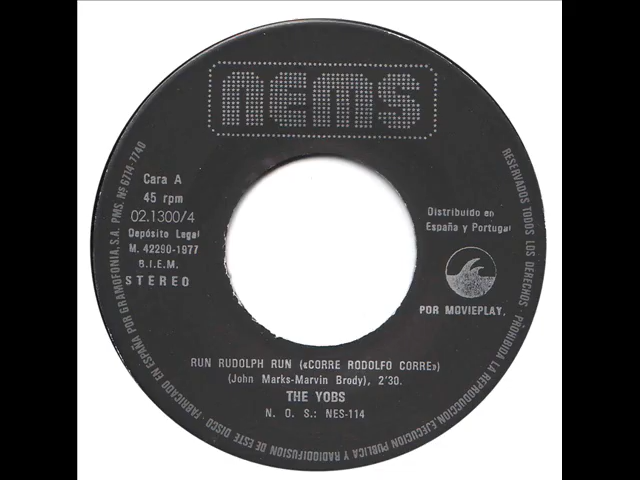 nems
Cara A
45 rpm
02.1300/4
Depósito Legal
M. 42290-1977
B.I.E.M.
STEREO
Distribuido en
España y Portugal
POR MOVIEPLAY,
RUN RUDOLPH RUN («CORRE RODOLFO CORRE»)
(John Marks-Marvin Brody), 2'30.
THE YOBS
N. O. S.: NES-114
RESERVADOS TODOS LOS DERECHOS - PROHIBIDA LA REPRODUCCION, EJECUCION PUBLICA Y RADIODIFUSION DE ESTE DISCO - FABRICADO EN ESPAÑA POR GRAMOFONIA, S.A. PMS. Nº 6714-7740